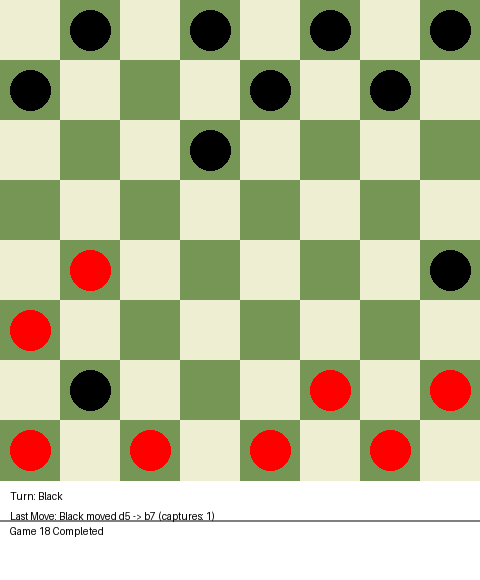 Turn: Black
Last Move: Black moved d5 -> b7 (captures: 1)
Game 18 Completed